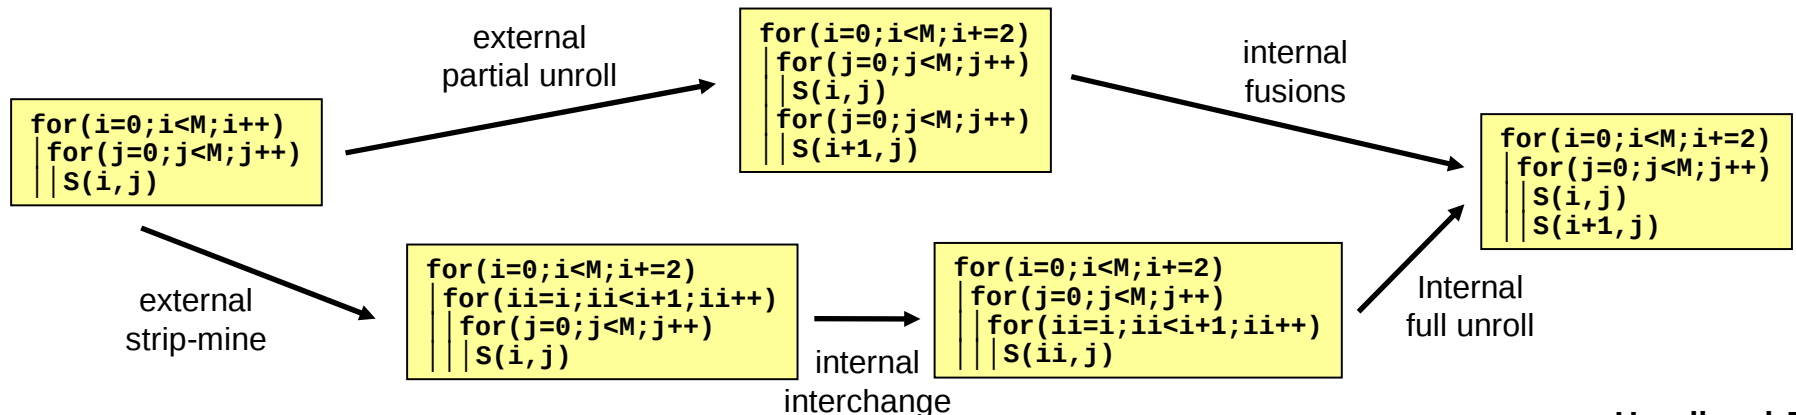 for(i=0;i<M;i++)
for(j=0;j<M;j++)
S(i,j)
external
partial unroll
for(i=0;i<M;i+=2)
for(j=0;j<M;j++)
S(i,j)
for(j=0;j<M;j++)
S(i+1,j)
internal
fusions
for(i=0;i<M;i+=2)
for(j=0;j<M;j++)
S(i,j)
S(i+1,j)
external
strip-mine
for(i=0;i<M;i+=2)
for(ii=i;ii<i+1;ii++)
for(j=0;j<M;j++)
S(i,j)
internal
interchange
for(i=0;i<M;i+=2)
for(j=0;j<M;j++)
for(ii=i;ii<i+1;ii++)
S(ii,j)
Internal
full unroll